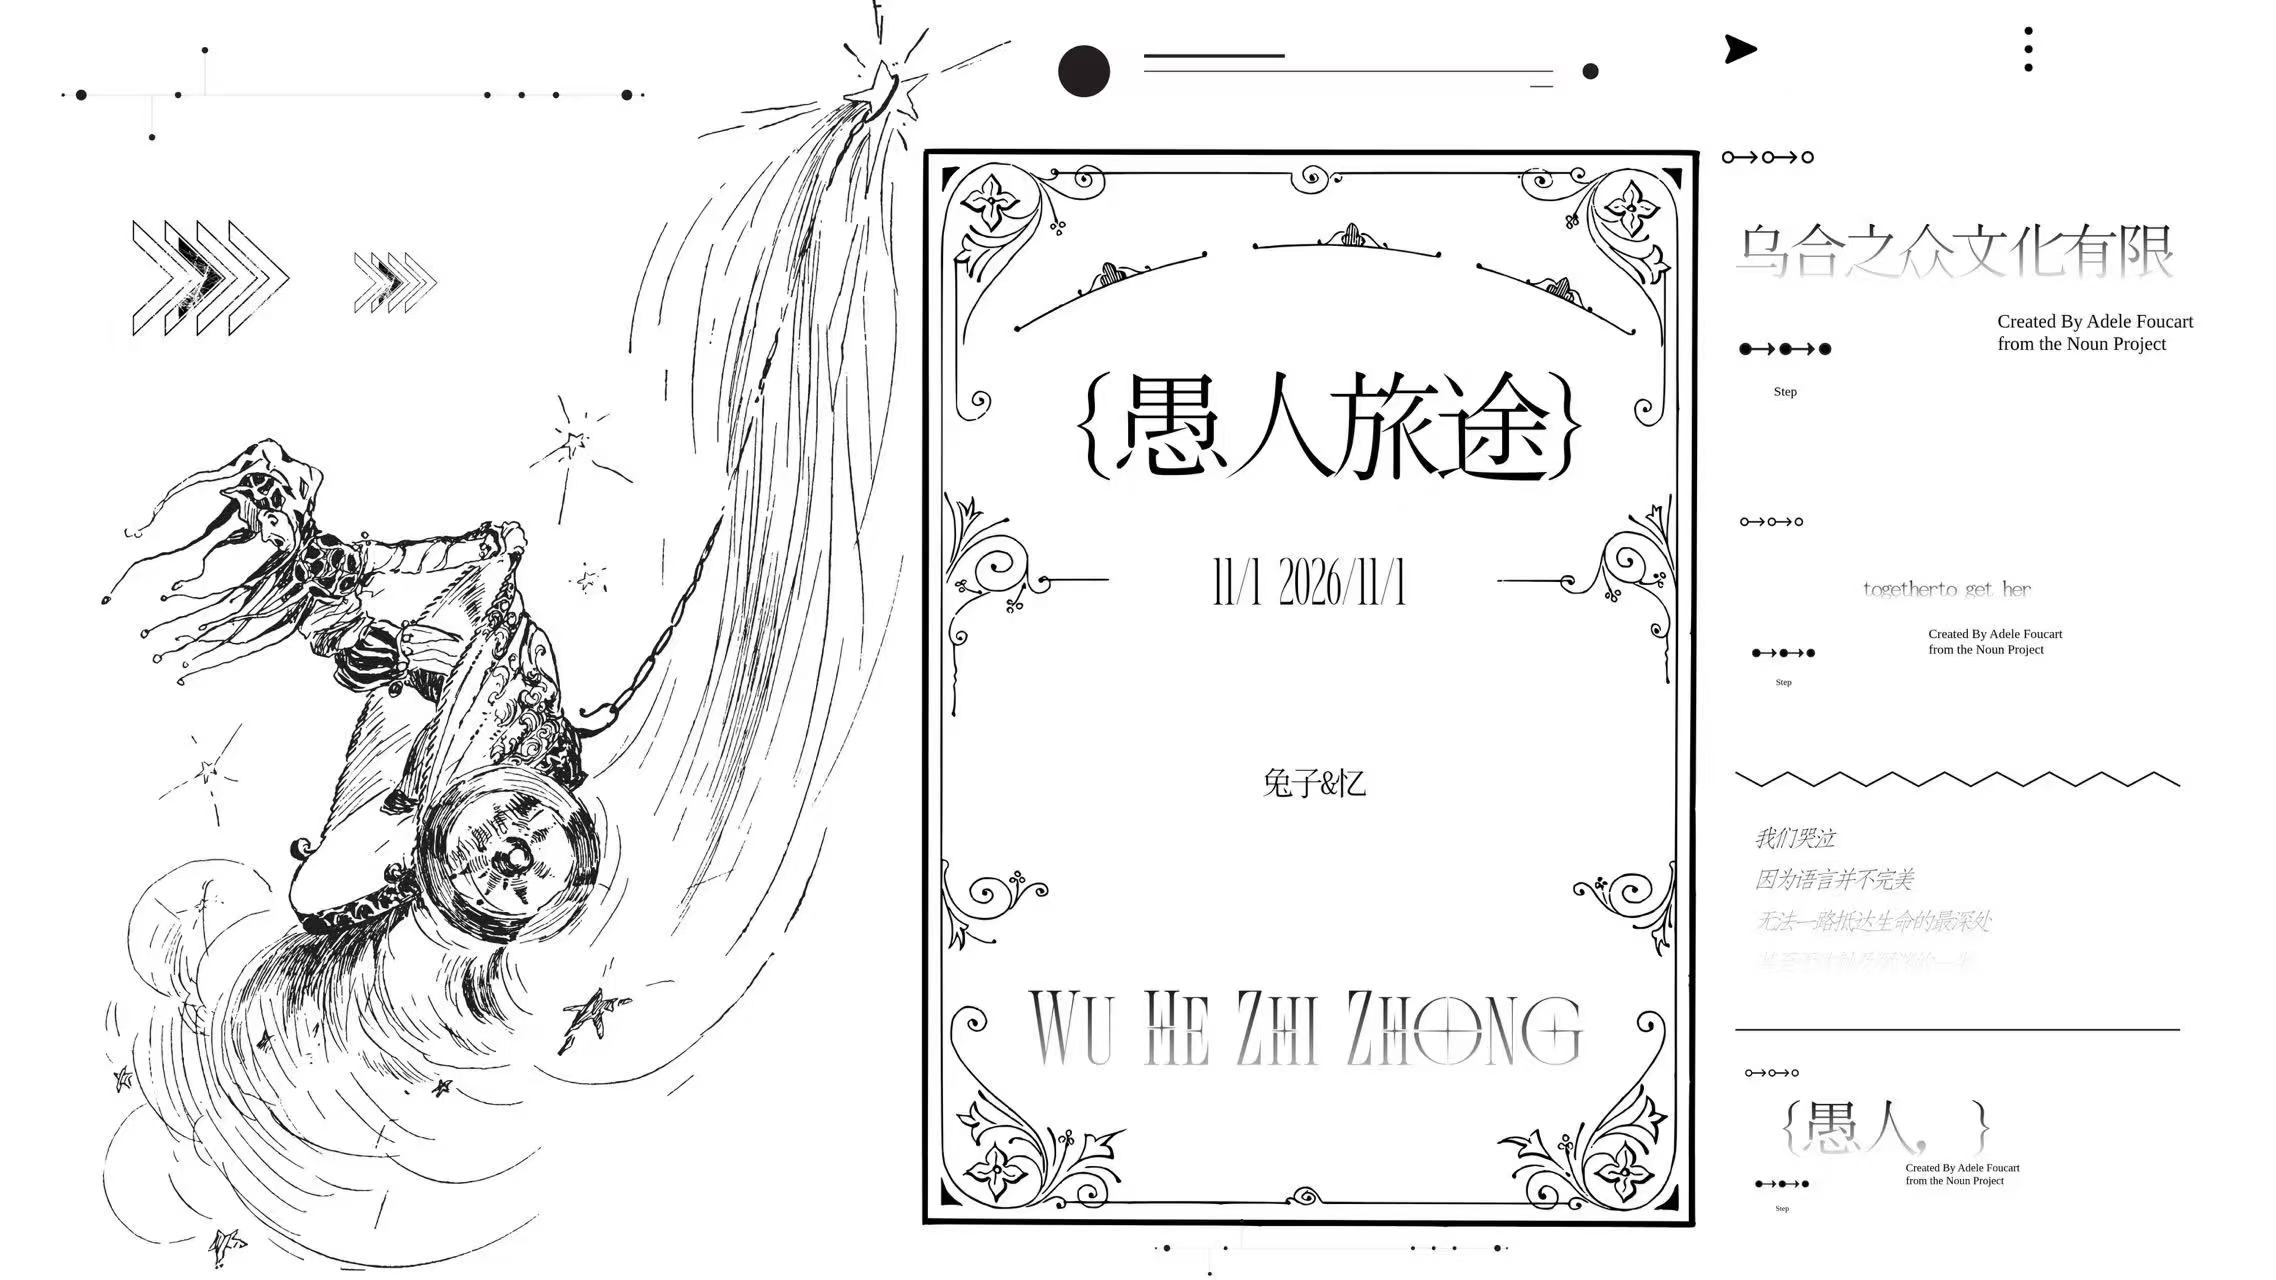 {愚人旅途}
11/1 2026/11/1
兔子&忆
WU HE ZHI ZHONG
乌合之众文化有限
Created By Adele Foucart
from the Noun Project
Step
togetherto get her
Created By Adele Foucart
from the Noun Project
Step
我们哭泣
因为语言并不完美
无法一路抵达生命的最深处
{愚人, }
Created By Adele Foucart
from the Noun Project
Step